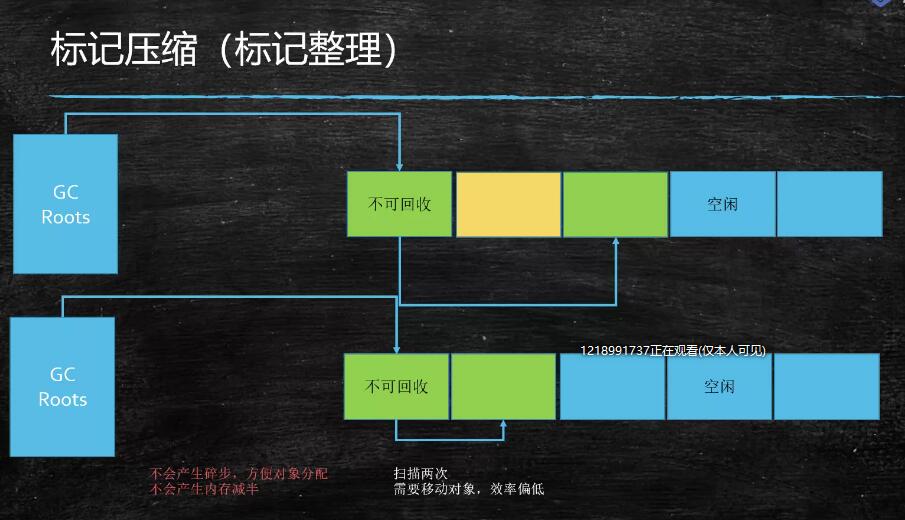 标记压缩（标记整理）
GC
Roots
不可回收
空闲
GC
Roots
1218991737正在观看(仅本人可见)
不可回收
空闲
不会产生碎步，方便对象分配
不会产生内存减半
扫描两次
需要移动对象，效率偏低